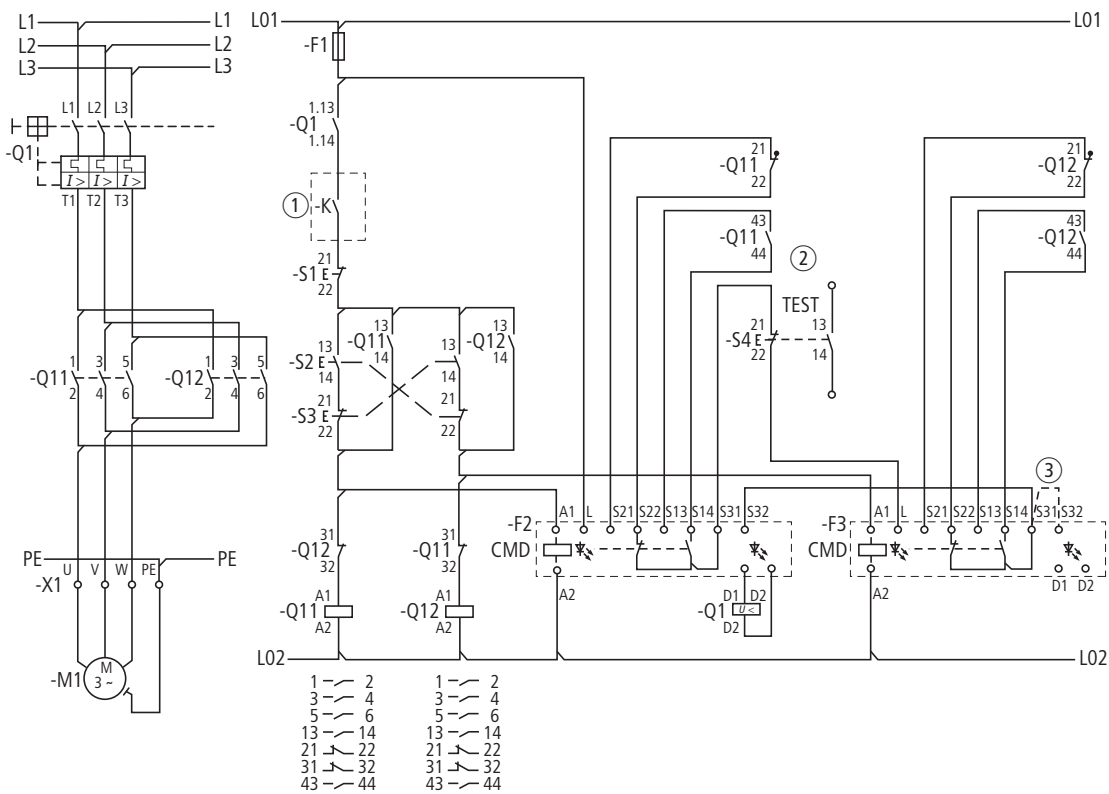 L1 L1
L2 L2
L3 L3
L1 L2 L3
-Q1
I > I > I >
T1 T2 T3
-Q11
1 3 5
2 4 6
-Q12
1 3 5
2 4 6
PE PE
U V W PE
-X1
-M1
M
3 ~
L01 L01
-F1
1.13
-Q1
1.14
1
-K
21
-S1 E
22
13
-S2 E
14
21
-S3 E
22
13
-Q11
14
13
14
21
22
13
-Q12
14
31
-Q12
32
A1
-Q11
A2
31
-Q11
32
A1
-Q12
A2
L02 L02
21
-Q11
22
43
-Q11
44
2
TEST
21
-S4 E
22
13
14
A1 L S21 S22 S13 S14 S31 S32
-F2
CMD
A2
D1 D2
-Q1 U <
D2
21
-Q12
22
43
-Q12
44
3
A1 L S21 S22 S13 S14 S31 S32
-F3
CMD
A2
D1 D2
1 2
3 4
5 6
13 14
21 22
31 32
43 44
1 2
3 4
5 6
13 14
21 22
31 32
43 44